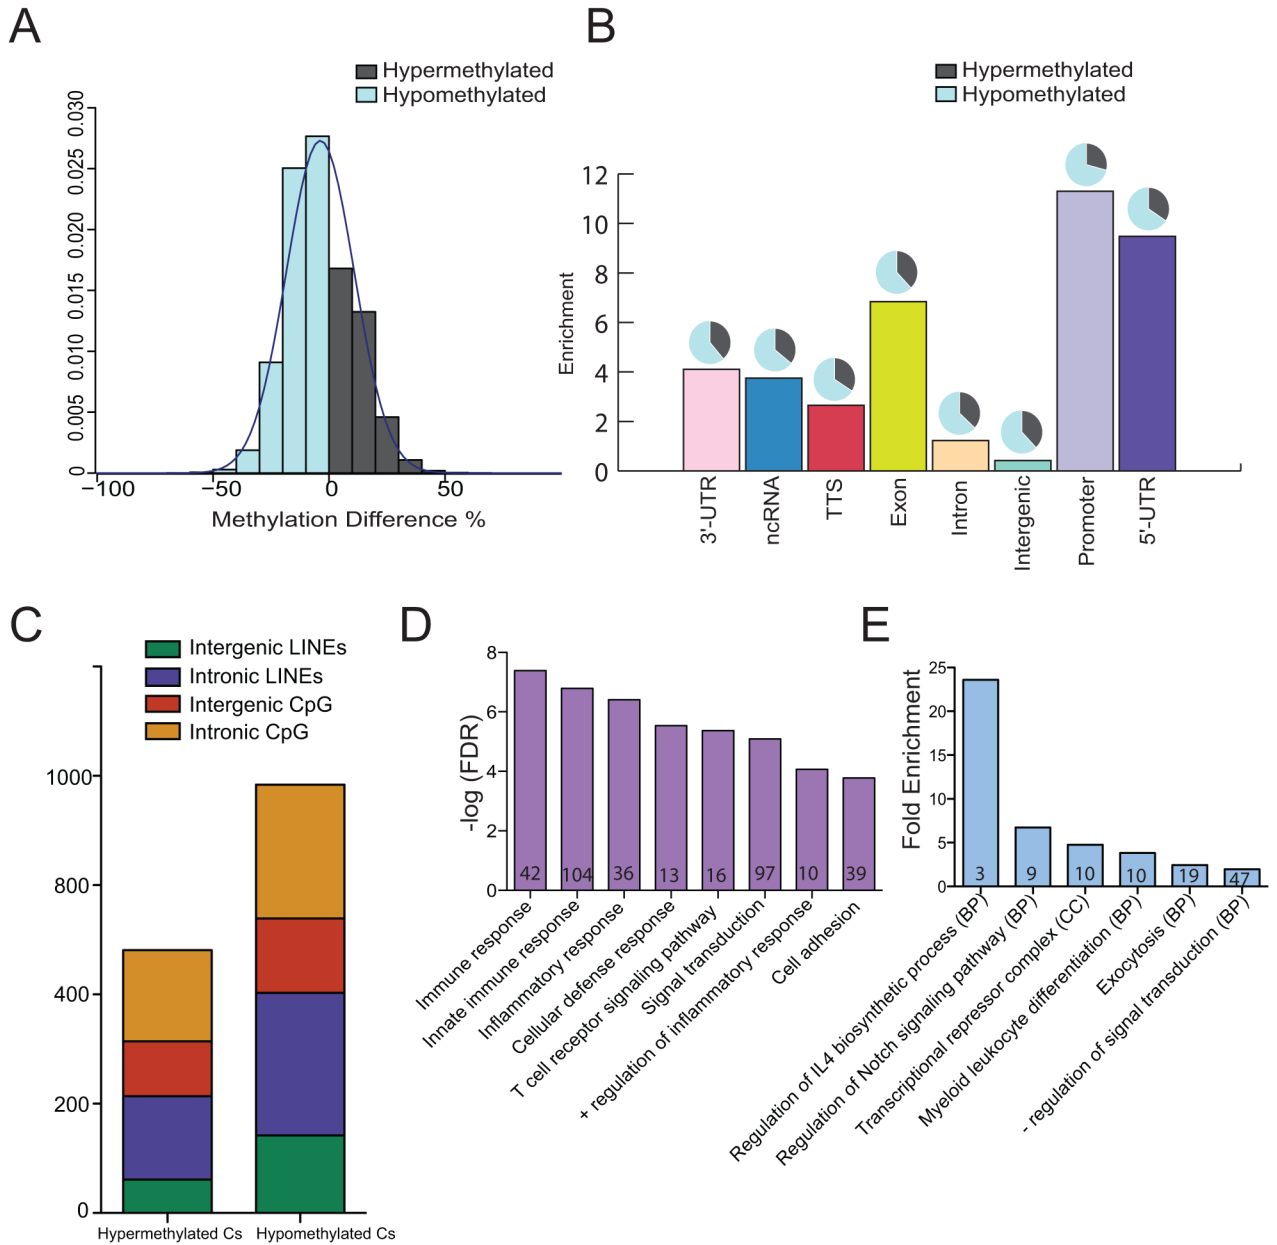 A
Hypermethylated
Hypomethylated
0.030
0.025
0.020
0.015
0.010
0.005
0
−100
−50
0
50
Methylation Difference %
B
Hypermethylated
Hypomethylated
12
10
8
6
4
2
0
Enrichment
3'-UTR
ncRNA
TTS
Exon
Intron
Intergenic
Promoter
5'-UTR
C
Intergenic LINEs
Intronic LINEs
Intergenic CpG
Intronic CpG
1000
800
400
200
0
Hypermethylated Cs
Hypomethylated Cs
D
8
6
4
2
0
-log (FDR)
42
104
36
13
16
97
10
39
Immune response
Innate immune response
Inflammatory response
Cellular defense response
T cell receptor signaling pathway
Signal transduction
+ regulation of inflammatory response
Cell adhesion
E
25
20
15
10
5
0
Fold Enrichment
3
9
10
10
19
47
Regulation of IL4 biosynthetic process (BP)
Regulation of Notch signaling pathway (BP)
Transcriptional repressor complex (CC)
Myeloid leukocyte differentiation (BP)
Exocytosis (BP)
- regulation of signal transduction (BP)